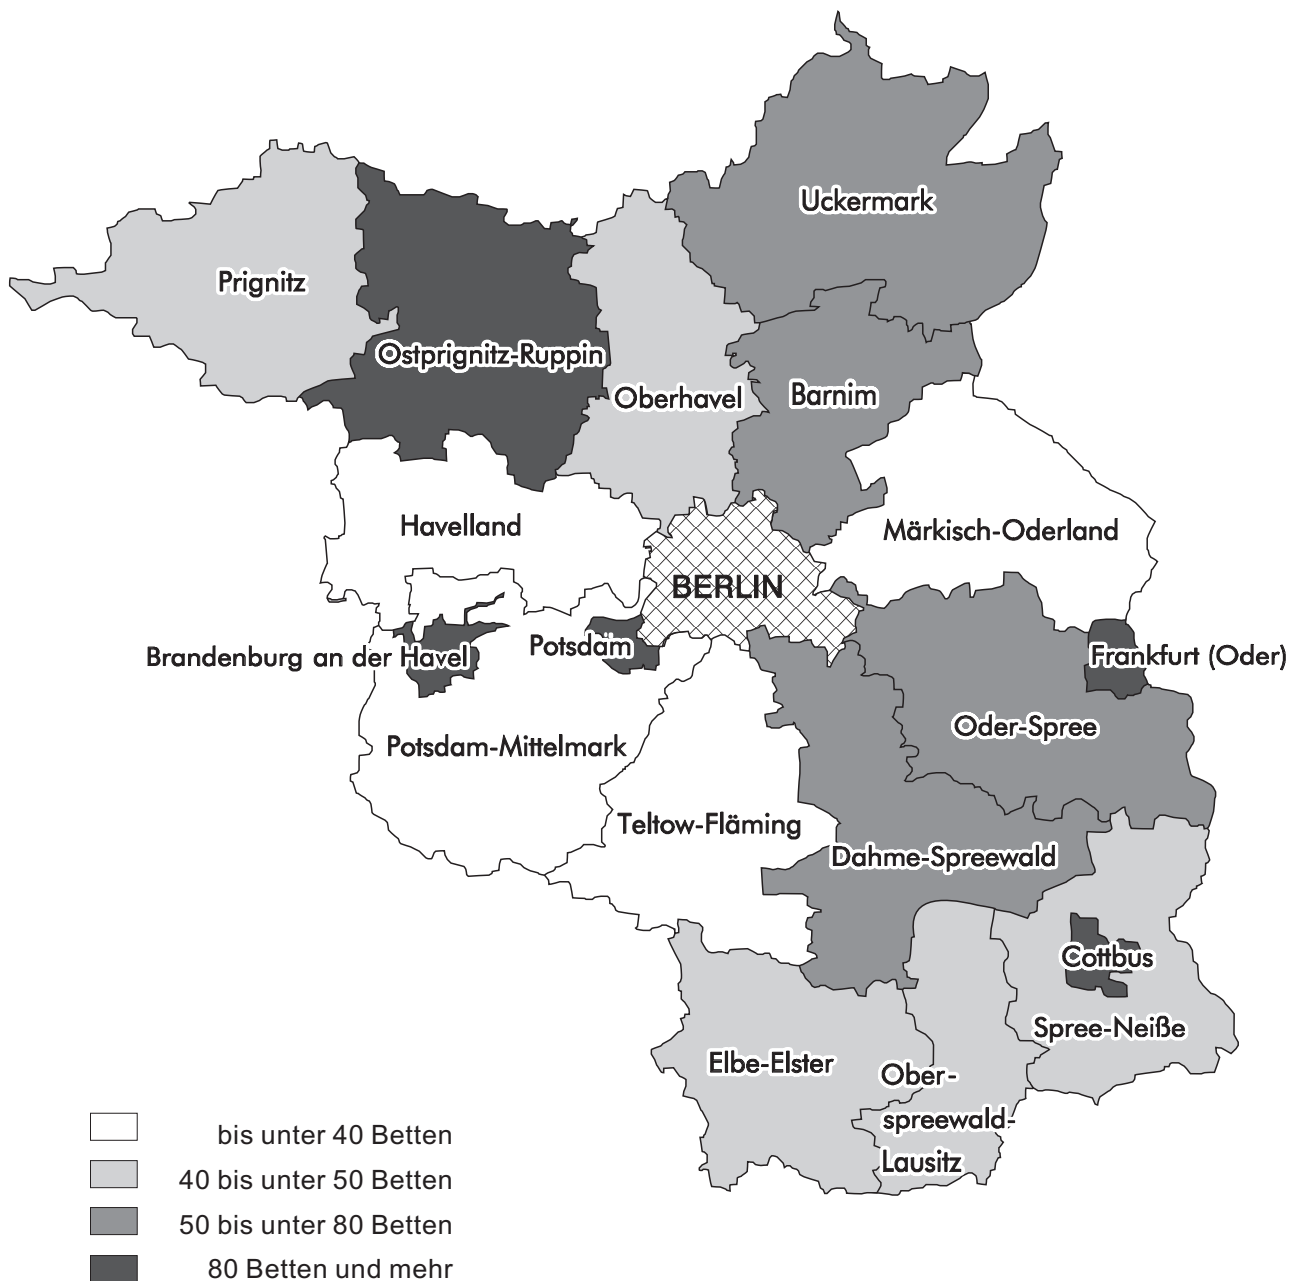 Uckermark
Prignitz
Ostprignitz-Ruppin
Oberhavel
Barnim
Havelland
Märkisch-Oderland
BERLIN
Brandenburg an der Havel
Potsdam
Frankfurt (Oder)
Potsdam-Mittelmark
Oder-Spree
Teltow-Fläming
Dahme-Spreewald
Cottbus
Spree-Neiße
Elbe-Elster
Ober-
spreewald-
Lausitz
bis unter 40 Betten
40 bis unter 50 Betten
50 bis unter 80 Betten
80 Betten und mehr